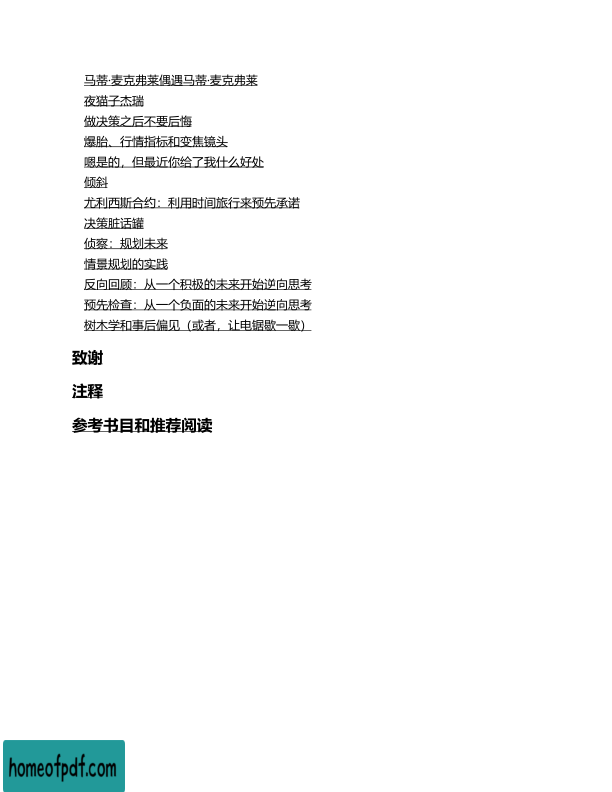 马蒂·麦克弗莱偶遇马蒂·麦克弗莱
夜猫子杰瑞
做决策之后不要后悔
爆胎、行情指标和变焦镜头
嗯是的，但最近你给了我什么好处
倾斜
尤利西斯合约：利用时间旅行来预先承诺
决策脏话罐
侦察：规划未来
情景规划的实践
反向回顾：从一个积极的未来开始逆向思考
预先检查：从一个负面的未来开始逆向思考
树木学和事后偏见（或者，让电锯歇一歇）
致谢
注释
参考书目和推荐阅读
homeofpdf.com